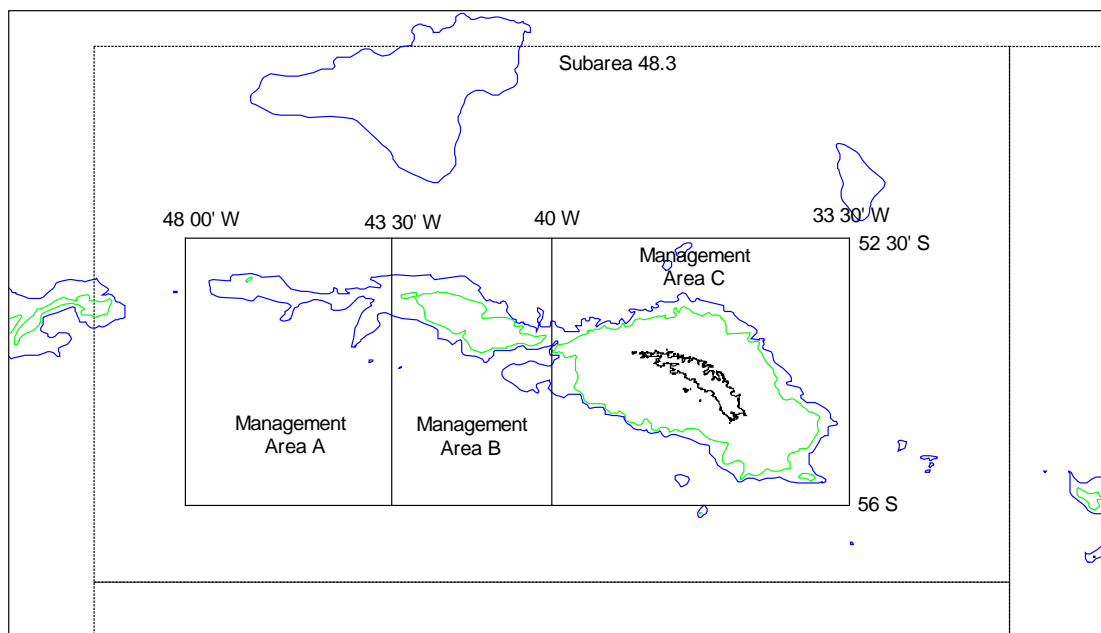 Subarea 48.3
48 00' W
43 30' W
40 W
33 30' W
52 30' S
Management
Area C
Management
Area A
Management
Area B
56 S